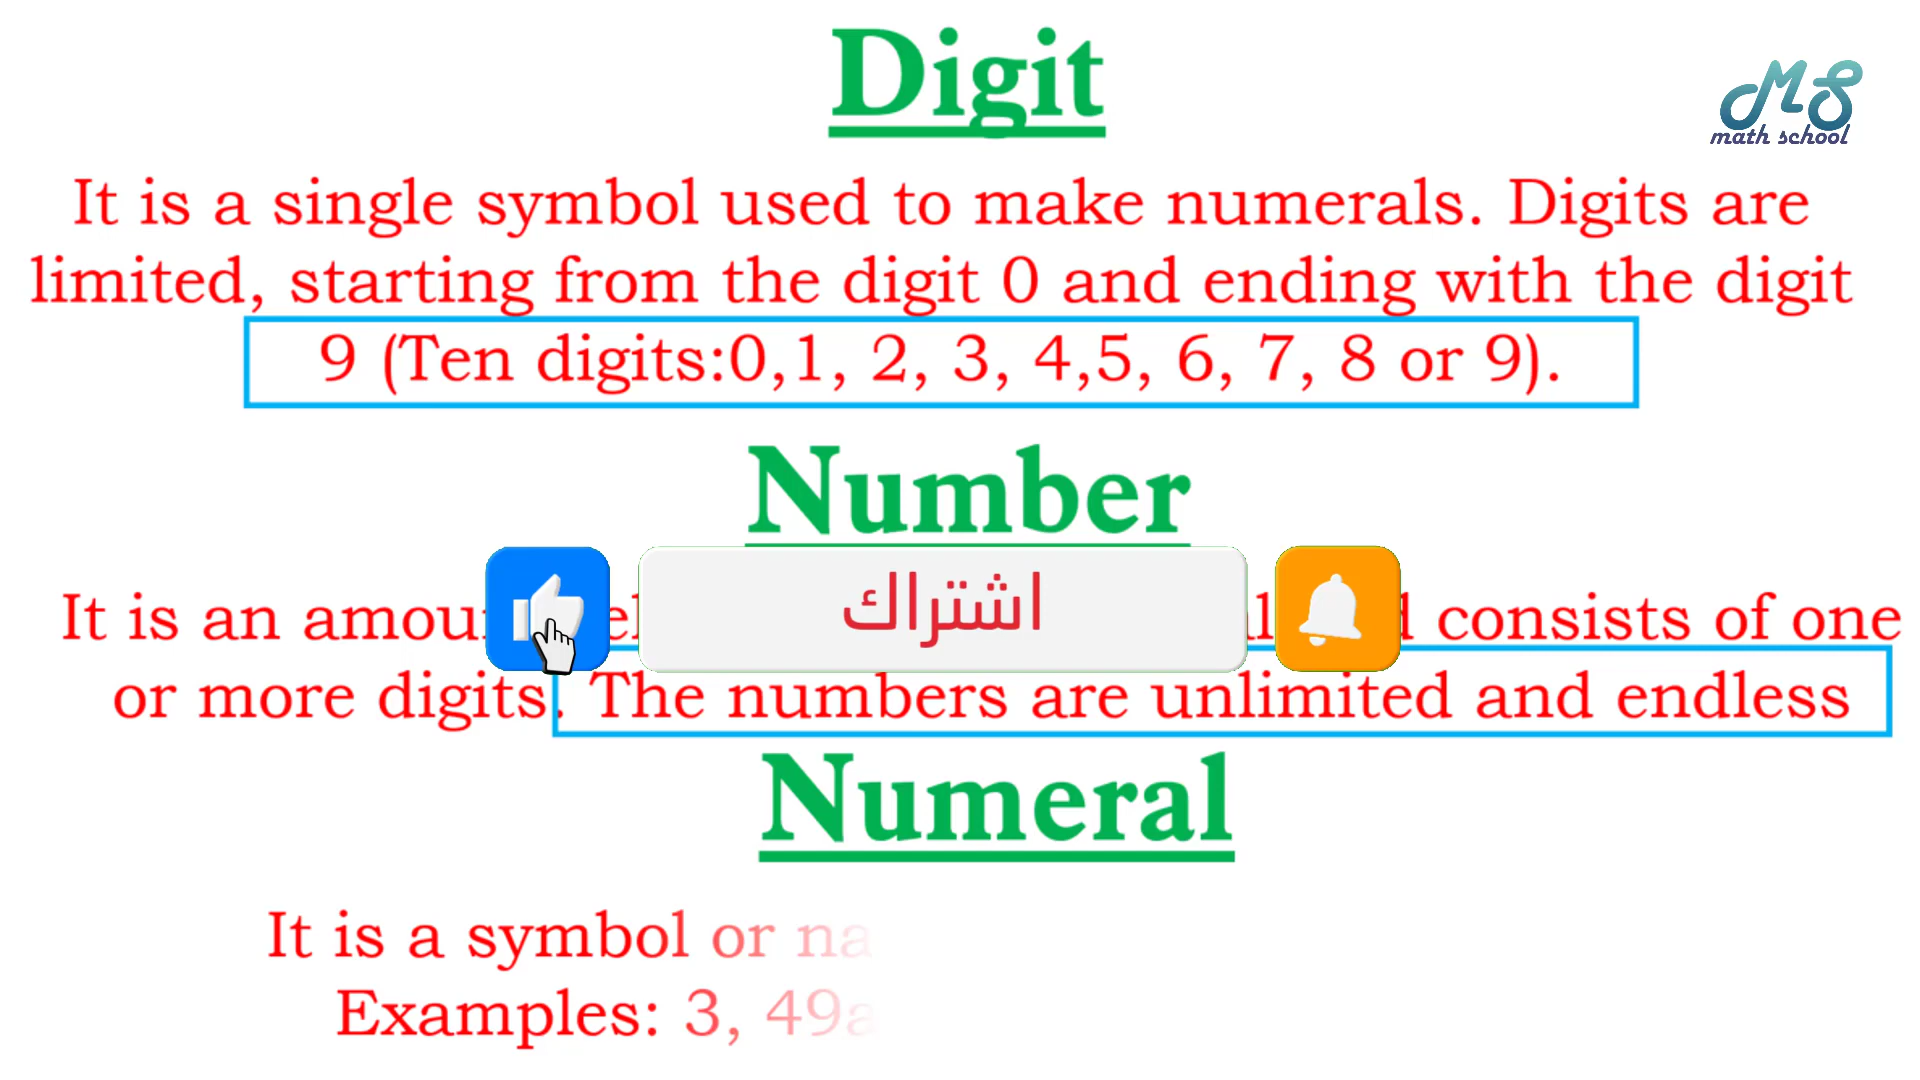 Digit
MS
math school
It is a single symbol used to make numerals. Digits are
limited, starting from the digit 0 and ending with the digit
9 (Ten digits:0,1, 2, 3, 4,5, 6, 7, 8 or 9).
Number
It is an consists of one
اشتراك
or more digits. The numbers are unlimited and endless
Numeral
It is a symbol or
Examples: 3, 49